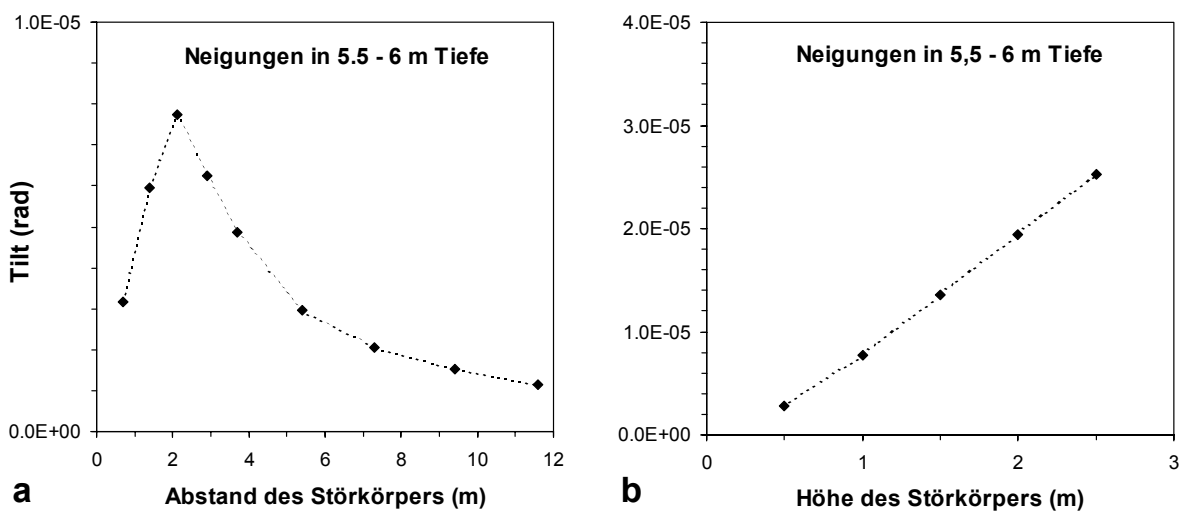 1.0E-05
Neigungen in 5.5 - 6 m Tiefe
Tilt (rad)
0.0E+00
0 2 4 6 8 10 12
a Abstand des Störkörpers (m)
4.0E-05
Neigungen in 5,5 - 6 m Tiefe
3.0E-05
2.0E-05
1.0E-05
0.0E+00
0 1 2 3
b Höhe des Störkörpers (m)